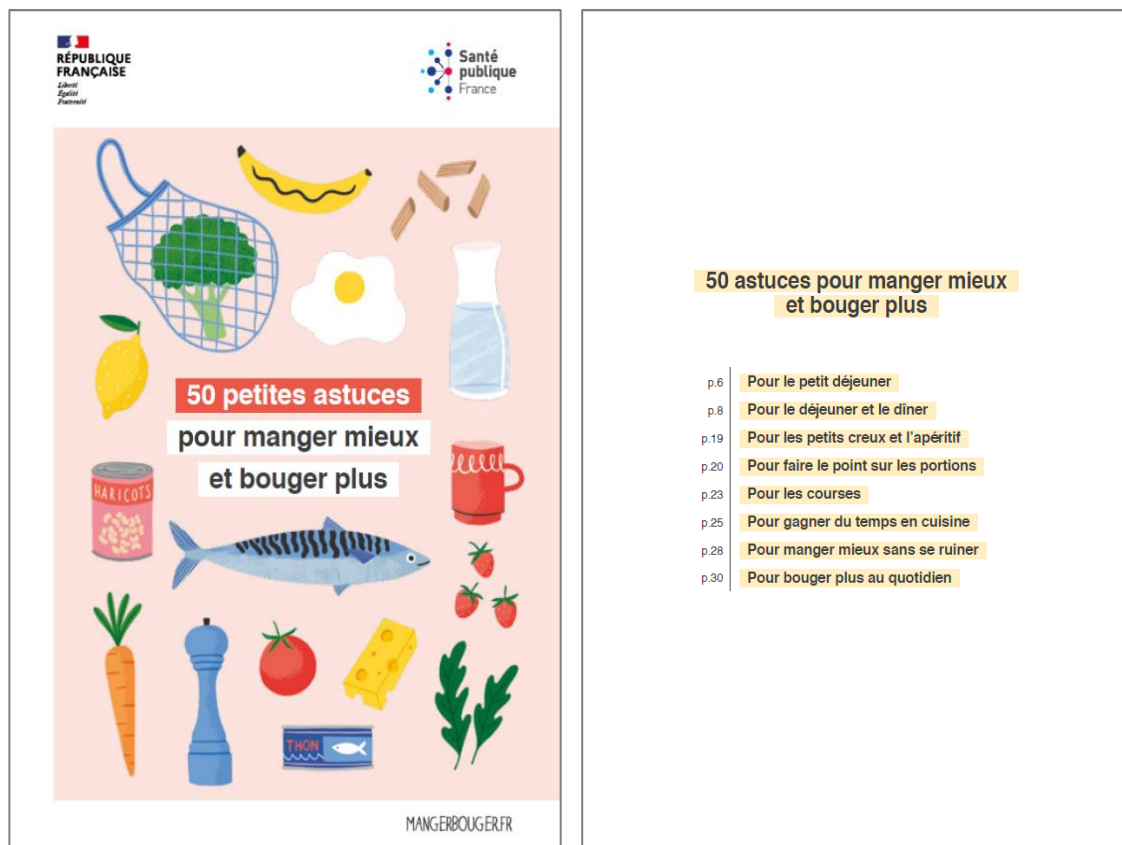 RÉPUBLIQUE
FRANÇAISE
Liberté
Égalité
Fraternité
Santé
publique
France
50 petites astuces
pour manger mieux
et bouger plus
HARICOTS
THON
MANGERBOUGER.FR
50 astuces pour manger mieux
et bouger plus
p.6 Pour le petit déjeuner
p.8 Pour le déjeuner et le dîner
p.19 Pour les petits creux et l’apéritif
p.20 Pour faire le point sur les portions
p.23 Pour les courses
p.25 Pour gagner du temps en cuisine
p.28 Pour manger mieux sans se ruiner
p.30 Pour bouger plus au quotidien